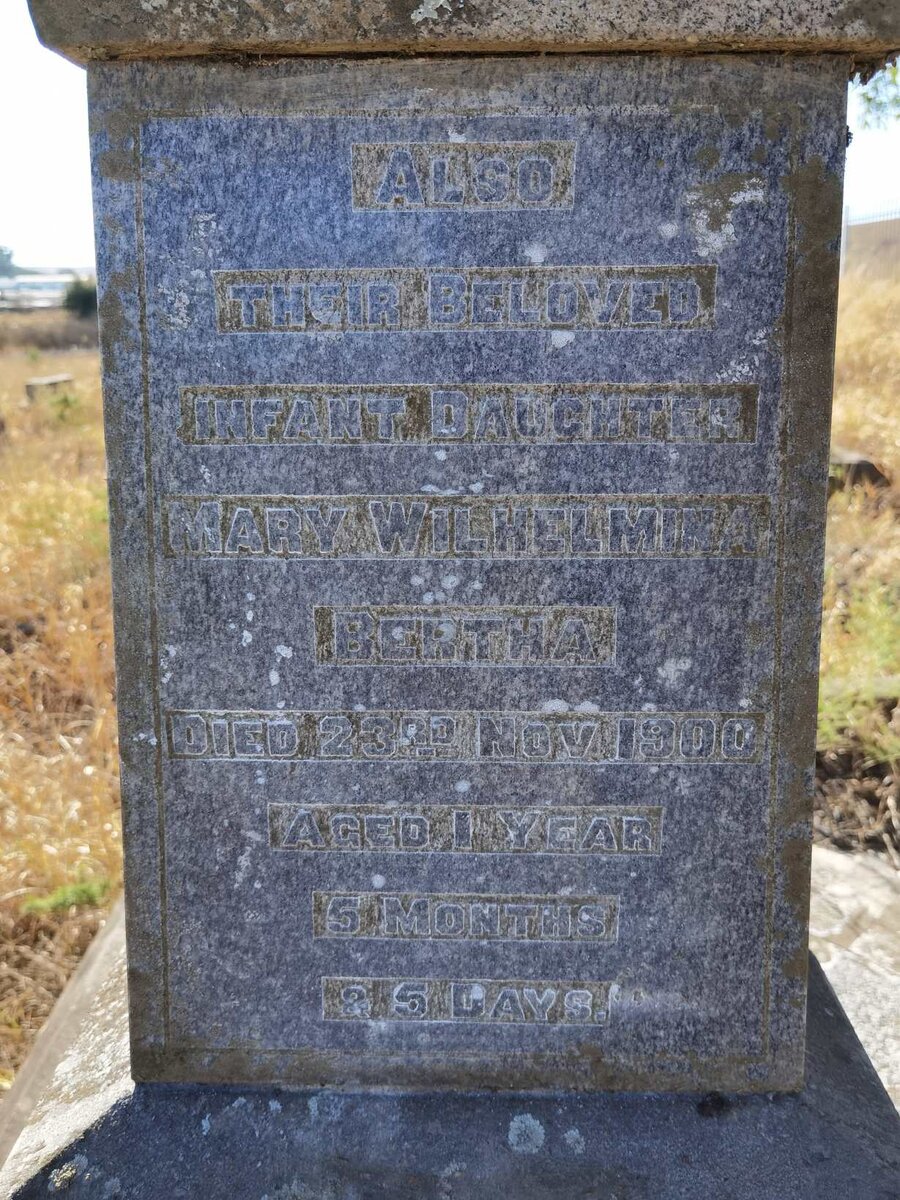 ALSO
THEIR BELOVED
INFANT DAUGHTER
MARY WILHELMINA
BERTHA
DIED 23RD NOV. 1900
AGED 1 YEAR
5 MONTHS
& 5 DAYS.